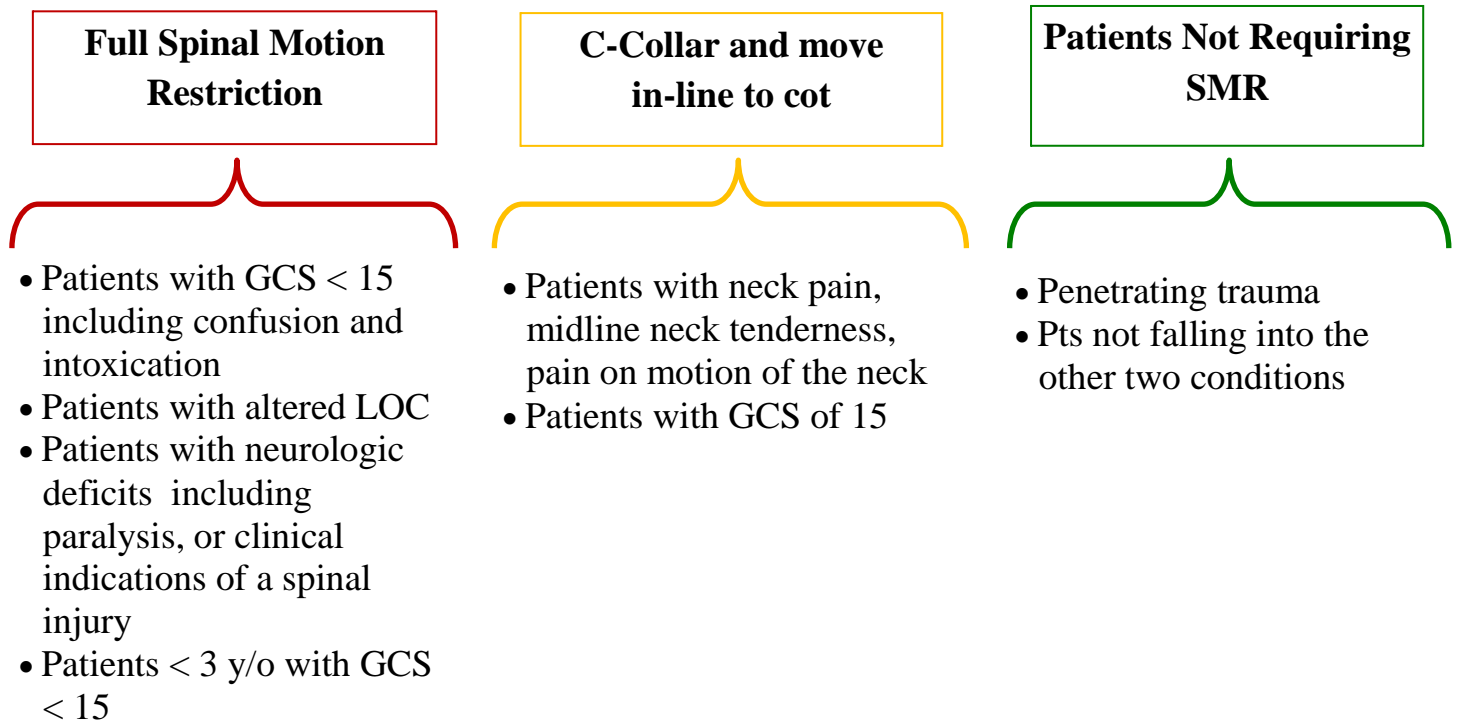 Full Spinal Motion
Restriction
• Patients with GCS < 15
including confusion and
intoxication
• Patients with altered LOC
• Patients with neurologic
deficits including
paralysis, or clinical
indications of a spinal
injury
• Patients < 3 y/o with GCS
< 15
C-Collar and move
in-line to cot
• Patients with neck pain,
midline neck tenderness,
pain on motion of the neck
• Patients with GCS of 15
Patients Not Requiring
SMR
• Penetrating trauma
• Pts not falling into the
other two conditions